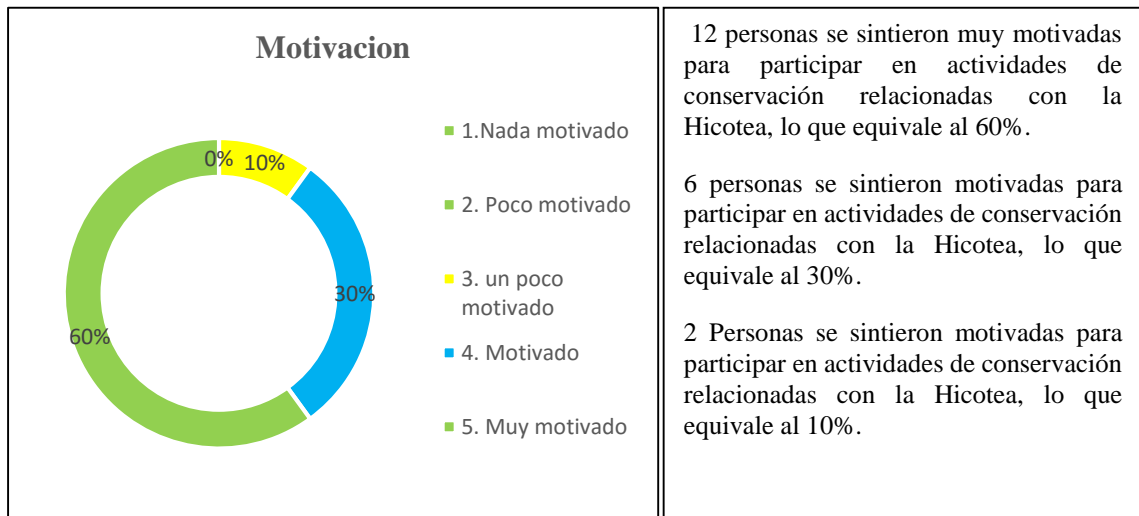 Motivacion
0%
10%
30%
60%
1.Nada motivado
2. Poco motivado
3. un poco
motivado
4. Motivado
5. Muy motivado
12 personas se sintieron muy motivadas
para participar en actividades de
conservación relacionadas con la
Hicotea, lo que equivale al 60%.
6 personas se sintieron motivadas para
participar en actividades de conservación
relacionadas con la Hicotea, lo que
equivale al 30%.
2 Personas se sintieron motivadas para
participar en actividades de conservación
relacionadas con la Hicotea, lo que
equivale al 10%.